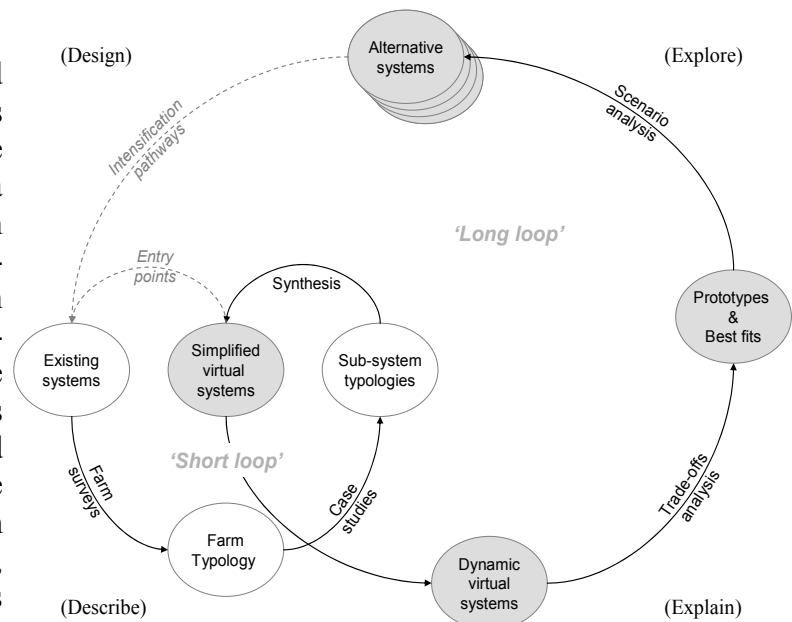 (Design)
Alternative
systems
(Explore)
Scenario
analysis
Intensification
pathways
'Long loop'
Entry
points
Synthesis
Existing
systems
Simplified
virtual
systems
Sub-system
typologies
Prototypes
&
Best fits
'Short loop'
Farm
surveys
Case
studies
Trade-offs
analysis
Farm
Typology
Dynamic
virtual
systems
(Describe)
(Explain)